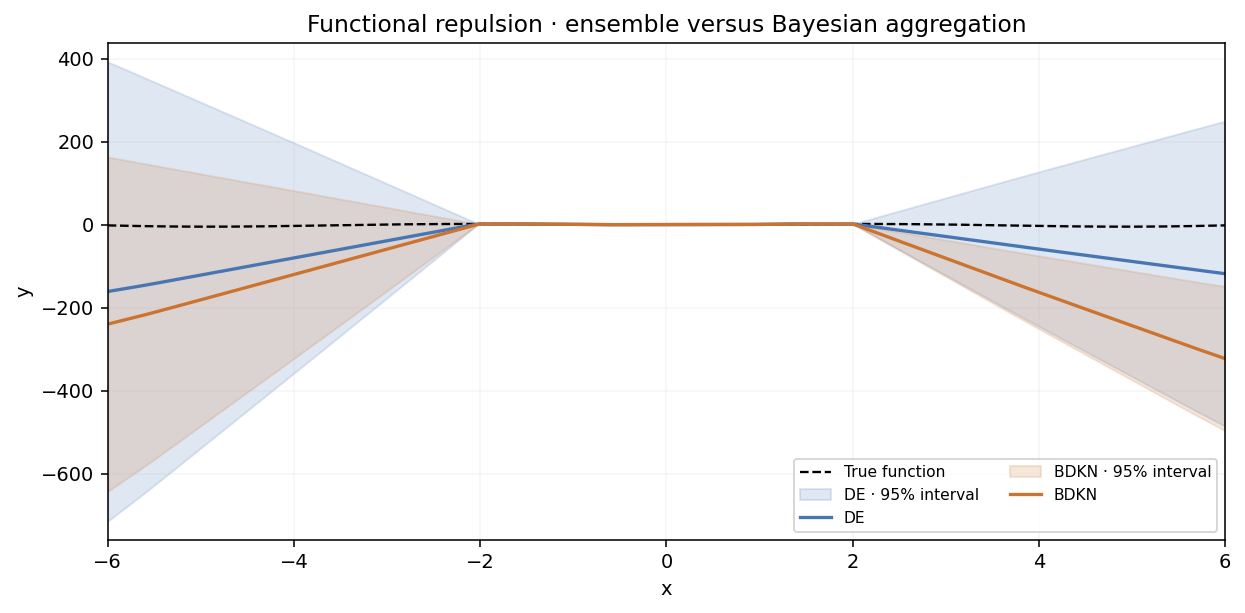 Functional repulsion · ensemble versus Bayesian aggregation
y
400
200
0
−200
−400
−600
−6
−4
−2
0
2
4
6
x
True function
DE · 95% interval
DE
BDKN · 95% interval
BDKN